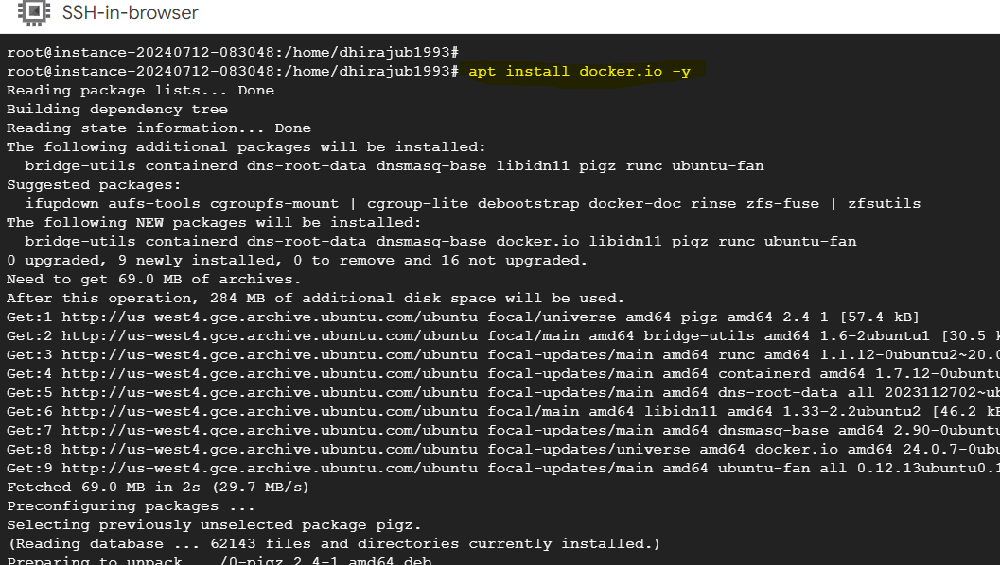 SSH-in-browser
root@instance-20240712-083048:/home/dhirajub1993#
root@instance-20240712-083048:/home/dhirajub1993# apt install docker.io -y
Reading package lists... Done
Building dependency tree
Reading state information... Done
The following additional packages will be installed:
  bridge-utils containerd dns-root-data dnsmasq-base libidn11 pigz runc ubuntu-fan
Suggested packages:
  ifupdown aufs-tools cgroupfs-mount | cgroup-lite debootstrap docker-doc rinse zfs-fuse | zfsutils
The following NEW packages will be installed:
  bridge-utils containerd dns-root-data dnsmasq-base docker.io libidn11 pigz runc ubuntu-fan
0 upgraded, 9 newly installed, 0 to remove and 16 not upgraded.
Need to get 69.0 MB of archives.
After this operation, 284 MB of additional disk space will be used.
Get:1 http://us-west4.gce.archive.ubuntu.com/ubuntu focal/universe amd64 pigz amd64 2.4-1 [57.4 kB]
Get:2 http://us-west4.gce.archive.ubuntu.com/ubuntu focal/main amd64 bridge-utils amd64 1.6-2ubuntu1 [30.5 k
Get:3 http://us-west4.gce.archive.ubuntu.com/ubuntu focal-updates/main amd64 runc amd64 1.1.12-0ubuntu2~20.0
Get:4 http://us-west4.gce.archive.ubuntu.com/ubuntu focal-updates/main amd64 containerd amd64 1.7.12-0ubuntu
Get:5 http://us-west4.gce.archive.ubuntu.com/ubuntu focal-updates/main amd64 dns-root-data all 2023112702~ub
Get:6 http://us-west4.gce.archive.ubuntu.com/ubuntu focal/main amd64 libidn11 amd64 1.33-2.2ubuntu2 [46.2 kB
Get:7 http://us-west4.gce.archive.ubuntu.com/ubuntu focal-updates/main amd64 dnsmasq-base amd64 2.90-0ubuntu
Get:8 http://us-west4.gce.archive.ubuntu.com/ubuntu focal-updates/universe amd64 docker.io amd64 24.0.7-0ubu
Get:9 http://us-west4.gce.archive.ubuntu.com/ubuntu focal-updates/main amd64 ubuntu-fan all 0.12.13ubuntu0.1
Fetched 69.0 MB in 2s (29.7 MB/s)
Preconfiguring packages ...
Selecting previously unselected package pigz.
(Reading database ... 62143 files and directories currently installed.)
Preparing to unpack .../0-pigz_2.4-1_amd64.deb